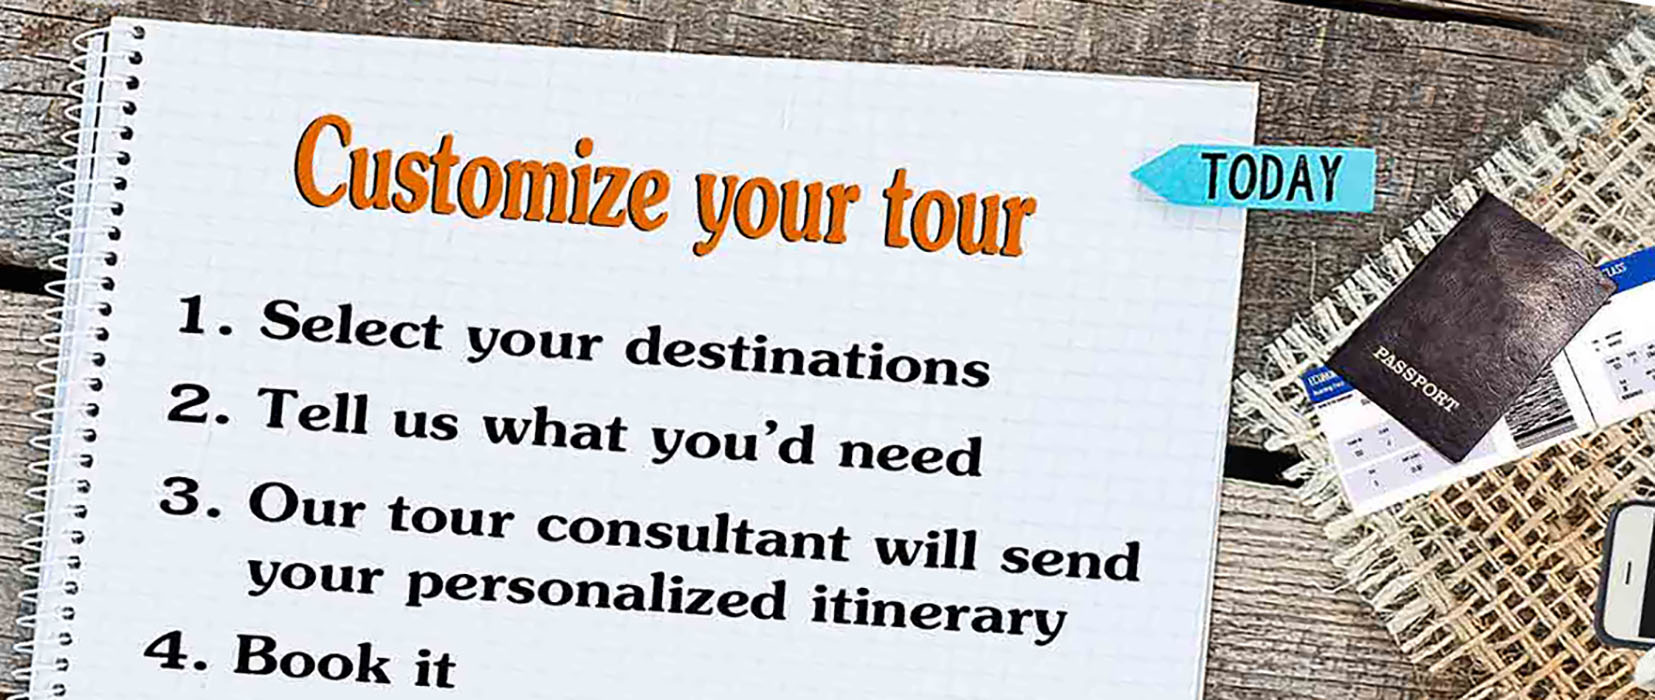 Customize your tour
TODAY
1. Select your destinations
2. Tell us what you'd need
3. Our tour consultant will send
your personalized itinerary
4. Book it
CLASS
PASSPORT